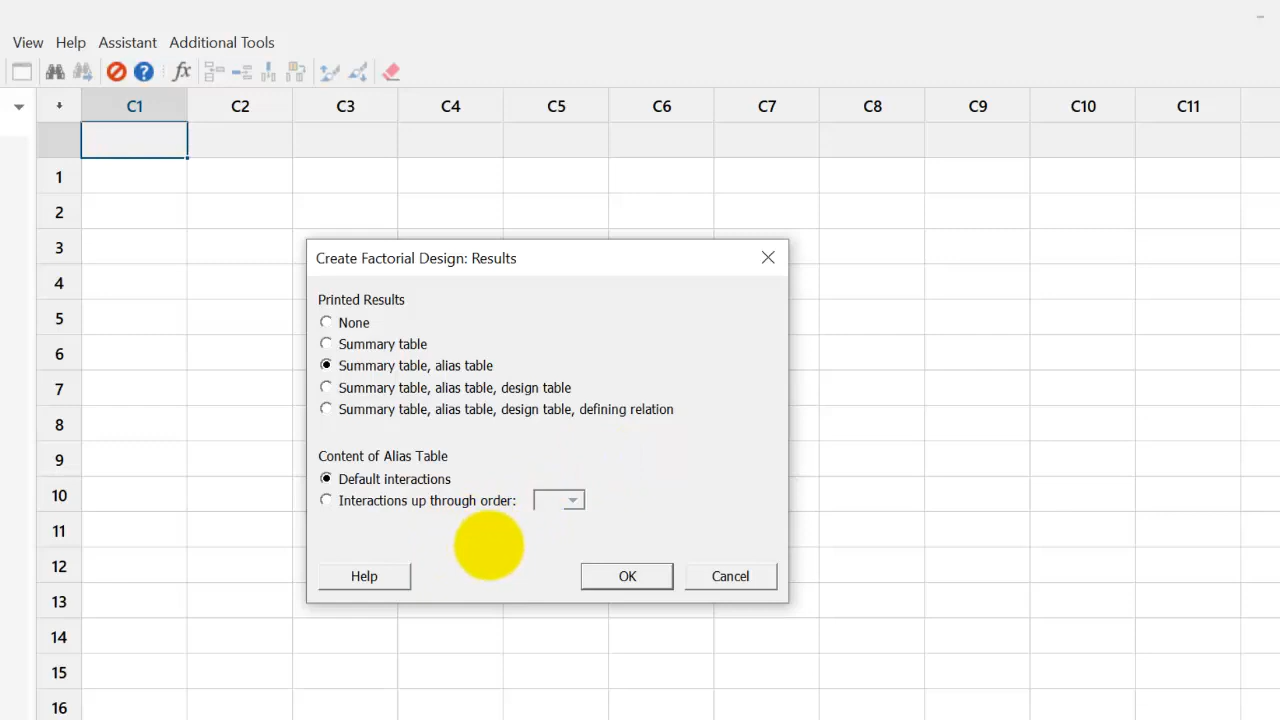 View Help Assistant Additional Tools
C1 C2 C3 C4 C5 C6 C7 C8 C9 C10 C11
1
2
3
4
5
6
7
8
9
10
11
12
13
14
15
16
Create Factorial Design: Results
Printed Results
None
Summary table
Summary table, alias table
Summary table, alias table, design table
Summary table, alias table, design table, defining relation
Content of Alias Table
Default interactions
Interactions up through order:
Help OK Cancel